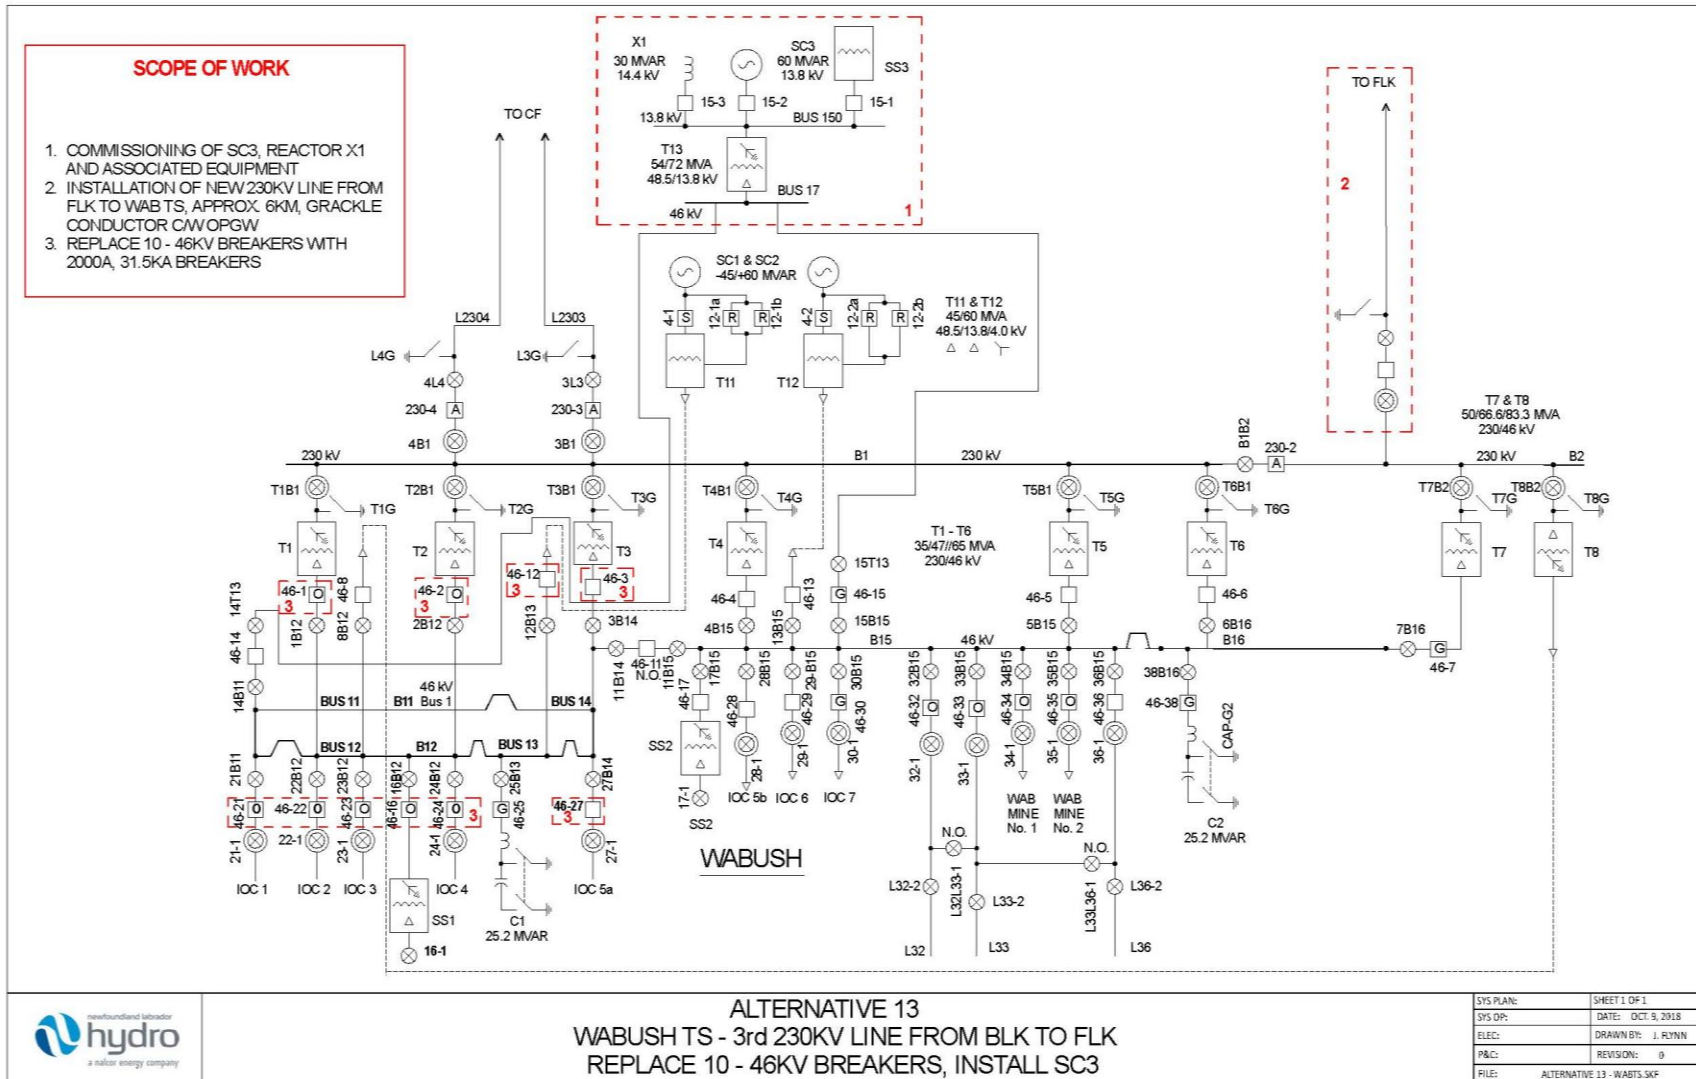 SCOPE OF WORK
1. COMMISSIONING OF SC3, REACTOR X1
AND ASSOCIATED EQUIPMENT
2. INSTALLATION OF NEW 230KV LINE FROM
FLK TO WAB TS, APPROX. 6KM, GRACKLE
CONDUCTOR C/W OPGW
3. REPLACE 10 - 46KV BREAKERS WITH
2000A, 31.5KA BREAKERS
TO CF
X1
30 MVAR
14.4 kV
SC3
60 MVAR
13.8 kV
SS3
15-3
15-2
15-1
13.8 kV
BUS 150
T13
54/72 MVA
48.5/13.8 kV
BUS 17
46 kV
1
TO FLK
2
SC1 & SC2
-45/+60 MVAR
4-1
S
12-1a
R
R
12-1b
4-2
S
12-2a
R
R
12-2b
T11 & T12
45/60 MVA
48.5/13.8/4.0 kV
T11
T12
L2304
L2303
L4G
L3G
4L4
3L3
230-4
A
230-3
A
4B1
3B1
T7 & T8
50/66.6/83.3 MVA
230/46 kV
230 kV
B1
230 kV
B1B2
230-2
A
230 kV
B2
T1B1
T1G
T2B1
T2G
T3B1
T3G
T4B1
T4G
T5B1
T5G
T6B1
T6G
T7B2
T7G
T8B2
T8G
T1
T2
T3
T4
T1 - T6
35/47//65 MVA
230/46 kV
T5
T6
T7
T8
14T13
46-1
O
3
46-8
46-2
O
3
46-12
3
46-3
3
46-4
46-13
15T13
G
46-15
46-5
46-6
1B12
8B12
2B12
12B13
3B14
4B15
13B15
15B15
5B15
6B16
46-14
14B11
11B14
46-11
N.O.
11B15
B15
46 kV
B16
7B16
G
46-7
BUS 11
B11
46 kV
Bus 1
BUS 14
BUS 12
B12
BUS 13
17B15
28B15
29-B15
30B15
32B15
33B15
34B15
35B15
36B15
38B16
46-17
46-28
46-29
G
46-30
46-32
O
46-33
O
46-34
O
46-35
O
46-36
46-38
G
CAP-G2
21B11
22B12
23B12
16B12
24B12
25B13
27B14
46-21
O
46-22
O
46-23
O
46-16
O
46-24
O
3
G
46-25
46-27
3
SS2
17-1
SS2
28-1
29-1
30-1
32-1
33-1
34-1
35-1
36-1
IOC 5b
IOC 6
IOC 7
WAB
MINE
No. 1
WAB
MINE
No. 2
C2
25.2 MVAR
21-1
22-1
23-1
24-1
27-1
IOC 1
IOC 2
IOC 3
IOC 4
IOC 5a
SS1
16-1
C1
25.2 MVAR
WABUSH
N.O.
N.O.
L32-2
L32L33-1
L33-2
L33L36-1
L36-2
L32
L33
L36
newfoundland labrador
hydro
a nalcor energy company
ALTERNATIVE 13
WABUSH TS - 3rd 230KV LINE FROM BLK TO FLK
REPLACE 10 - 46KV BREAKERS, INSTALL SC3
SYS PLAN:
SHEET 1 OF 1
SYS OP:
DATE: OCT. 9, 2018
ELEC:
DRAWN BY: J. FLYNN
P&C:
REVISION: 0
FILE: ALTERNATIVE 13 - WABTS.SKF